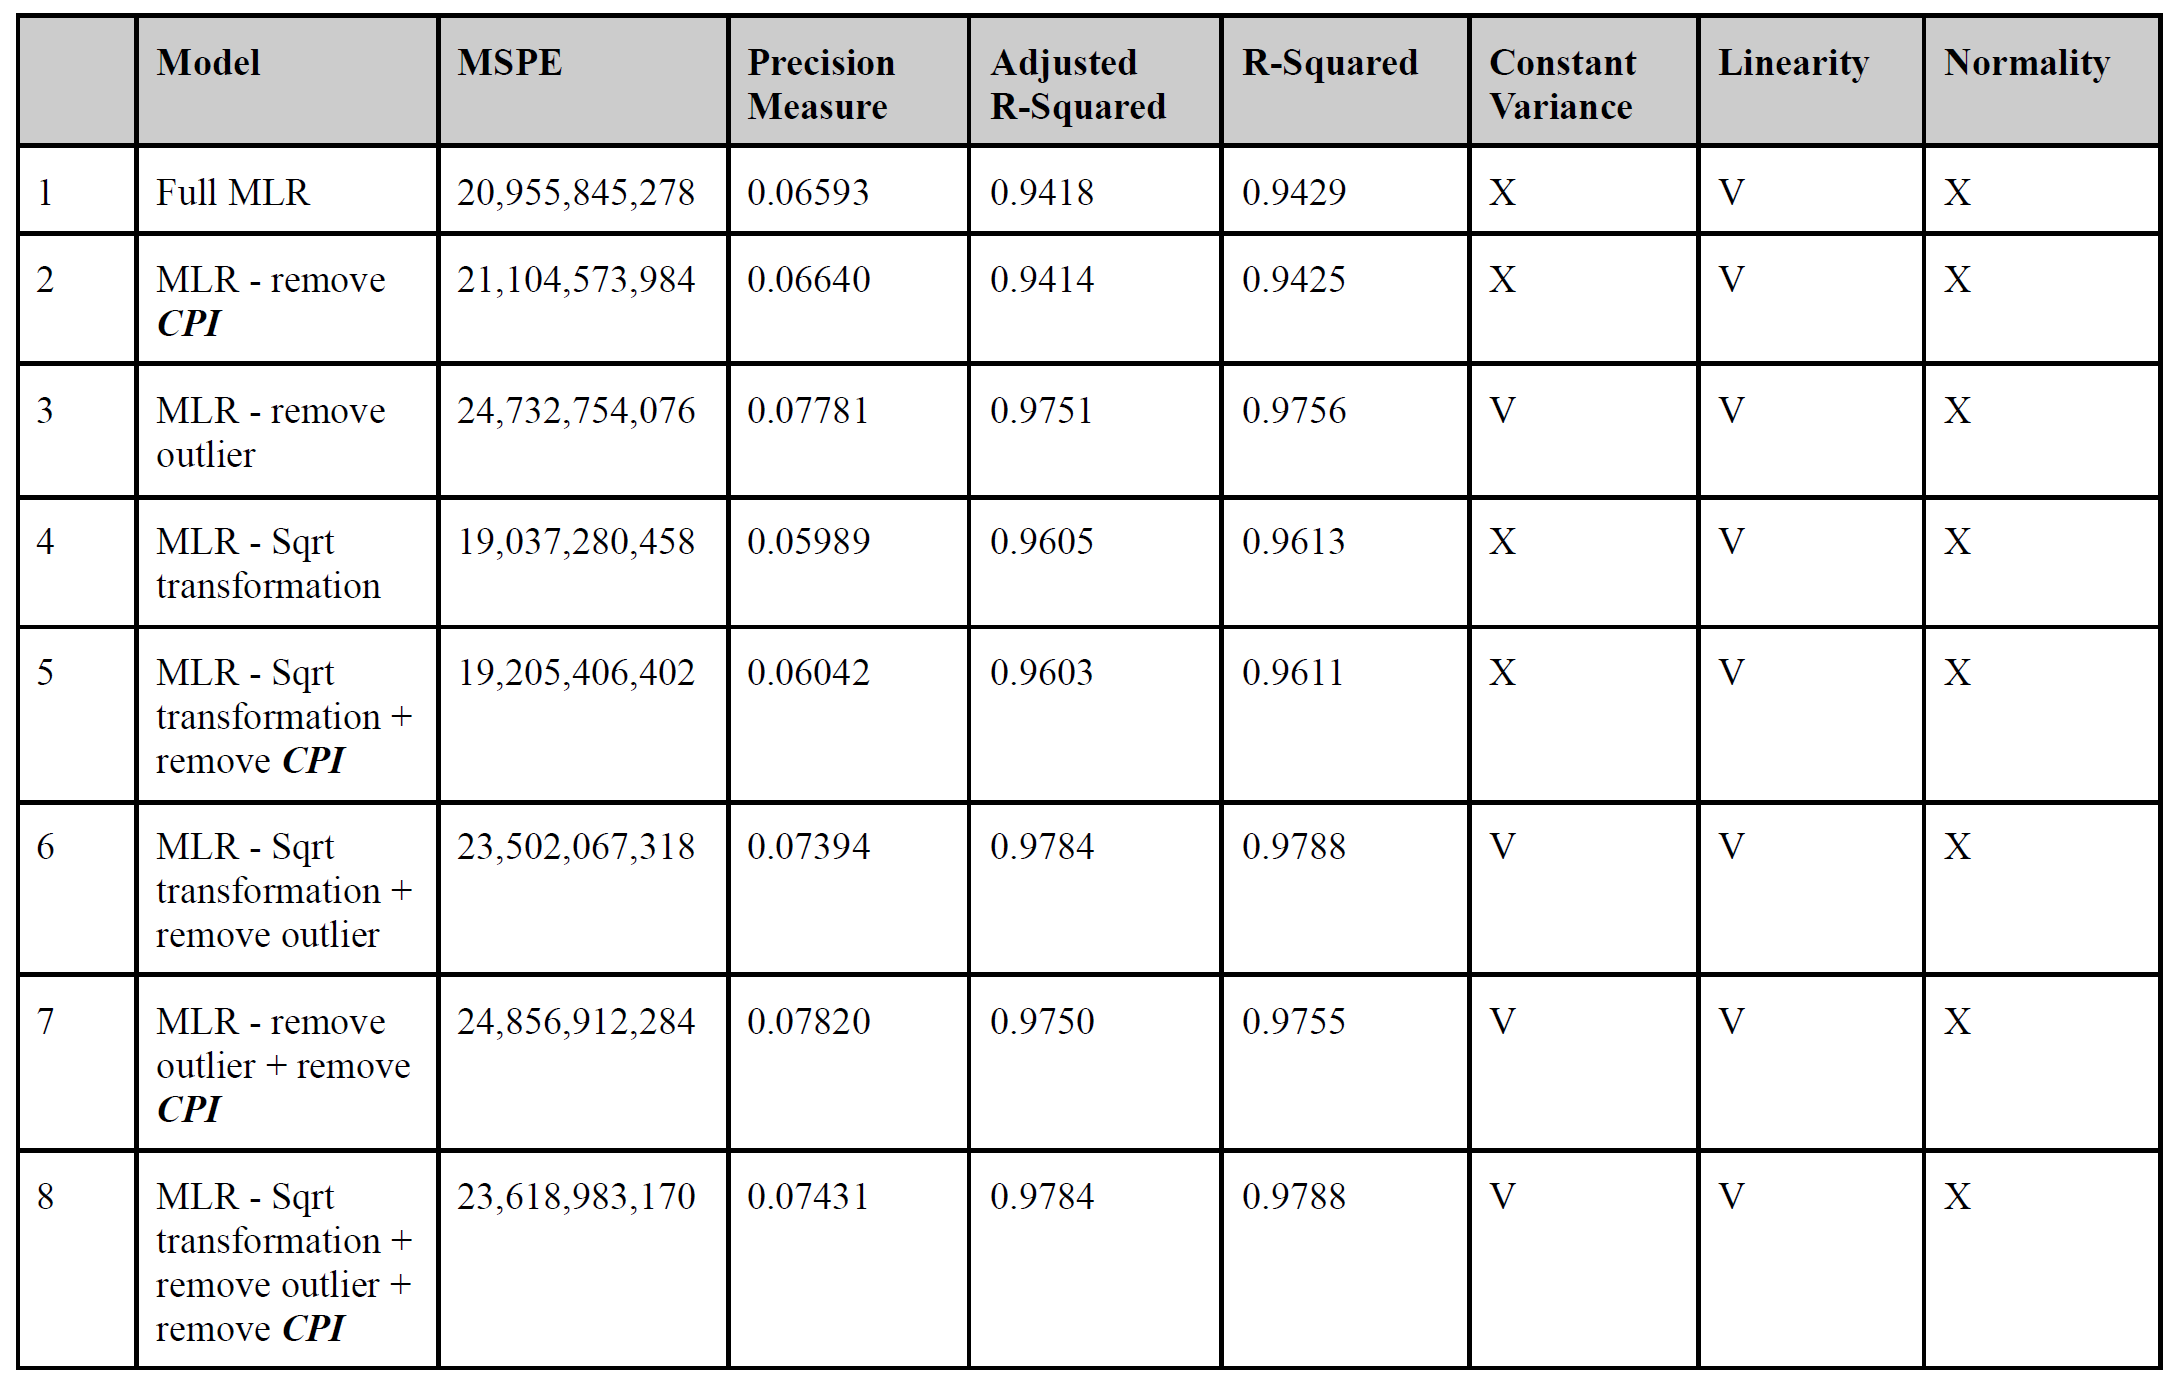 Model MSPE Precision Measure Adjusted R-Squared R-Squared Constant Variance Linearity Normality
1 Full MLR 20,955,845,278 0.06593 0.9418 0.9429 X V X
2 MLR - remove CPI 21,104,573,984 0.06640 0.9414 0.9425 X V X
3 MLR - remove outlier 24,732,754,076 0.07781 0.9751 0.9756 V V X
4 MLR - Sqrt transformation 19,037,280,458 0.05989 0.9605 0.9613 X V X
5 MLR - Sqrt transformation + remove CPI 19,205,406,402 0.06042 0.9603 0.9611 X V X
6 MLR - Sqrt transformation + remove outlier 23,502,067,318 0.07394 0.9784 0.9788 V V X
7 MLR - remove outlier + remove CPI 24,856,912,284 0.07820 0.9750 0.9755 V V X
8 MLR - Sqrt transformation + remove outlier + remove CPI 23,618,983,170 0.07431 0.9784 0.9788 V V X